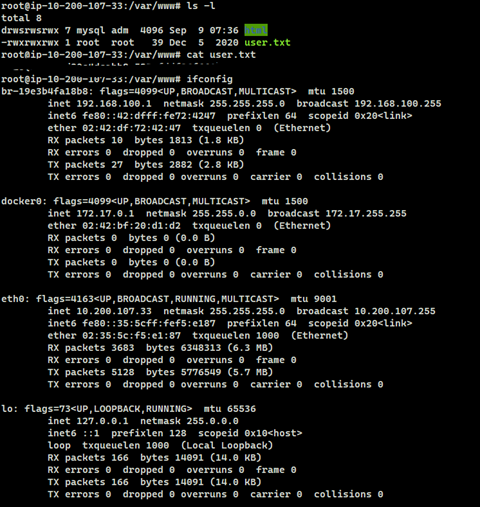 root@ip-10-200-107-33:/var/www# ls -l
total 8
drwsrwsrwx 7 mysql adm  4096 Sep  9 07:36 html
-rwxrwxrwx 1 root  root   39 Dec  5  2020 user.txt
root@ip-10-200-107-33:/var/www# cat user.txt
root@ip-10-200-107-33:/var/www# ifconfig
br-19e3b4fa18b8: flags=4099<UP,BROADCAST,MULTICAST>  mtu 1500
inet 192.168.100.1  netmask 255.255.255.0  broadcast 192.168.100.255
inet6 fe80::42:dfff:fe72:4247  prefixlen 64  scopeid 0x20<link>
ether 02:42:df:72:42:47  txqueuelen 0  (Ethernet)
RX packets 10  bytes 1813 (1.8 KB)
RX errors 0  dropped 0  overruns 0  frame 0
TX packets 27  bytes 2882 (2.8 KB)
TX errors 0  dropped 0 overruns 0  carrier 0  collisions 0
docker0: flags=4099<UP,BROADCAST,MULTICAST>  mtu 1500
inet 172.17.0.1  netmask 255.255.0.0  broadcast 172.17.255.255
ether 02:42:bf:20:d1:d2  txqueuelen 0  (Ethernet)
RX packets 0  bytes 0 (0.0 B)
RX errors 0  dropped 0  overruns 0  frame 0
TX packets 0  bytes 0 (0.0 B)
TX errors 0  dropped 0 overruns 0  carrier 0  collisions 0
eth0: flags=4163<UP,BROADCAST,RUNNING,MULTICAST>  mtu 9001
inet 10.200.107.33  netmask 255.255.255.0  broadcast 10.200.107.255
inet6 fe80::35:5cff:fef5:e187  prefixlen 64  scopeid 0x20<link>
ether 02:35:5c:f5:e1:87  txqueuelen 1000  (Ethernet)
RX packets 3683  bytes 6348313 (6.3 MB)
RX errors 0  dropped 0  overruns 0  frame 0
TX packets 5128  bytes 5776549 (5.7 MB)
TX errors 0  dropped 0 overruns 0  carrier 0  collisions 0
lo: flags=73<UP,LOOPBACK,RUNNING>  mtu 65536
inet 127.0.0.1  netmask 255.0.0.0
inet6 ::1  prefixlen 128  scopeid 0x10<host>
loop  txqueuelen 1000  (Local Loopback)
RX packets 166  bytes 14091 (14.0 KB)
RX errors 0  dropped 0  overruns 0  frame 0
TX packets 166  bytes 14091 (14.0 KB)
TX errors 0  dropped 0 overruns 0  carrier 0  collisions 0